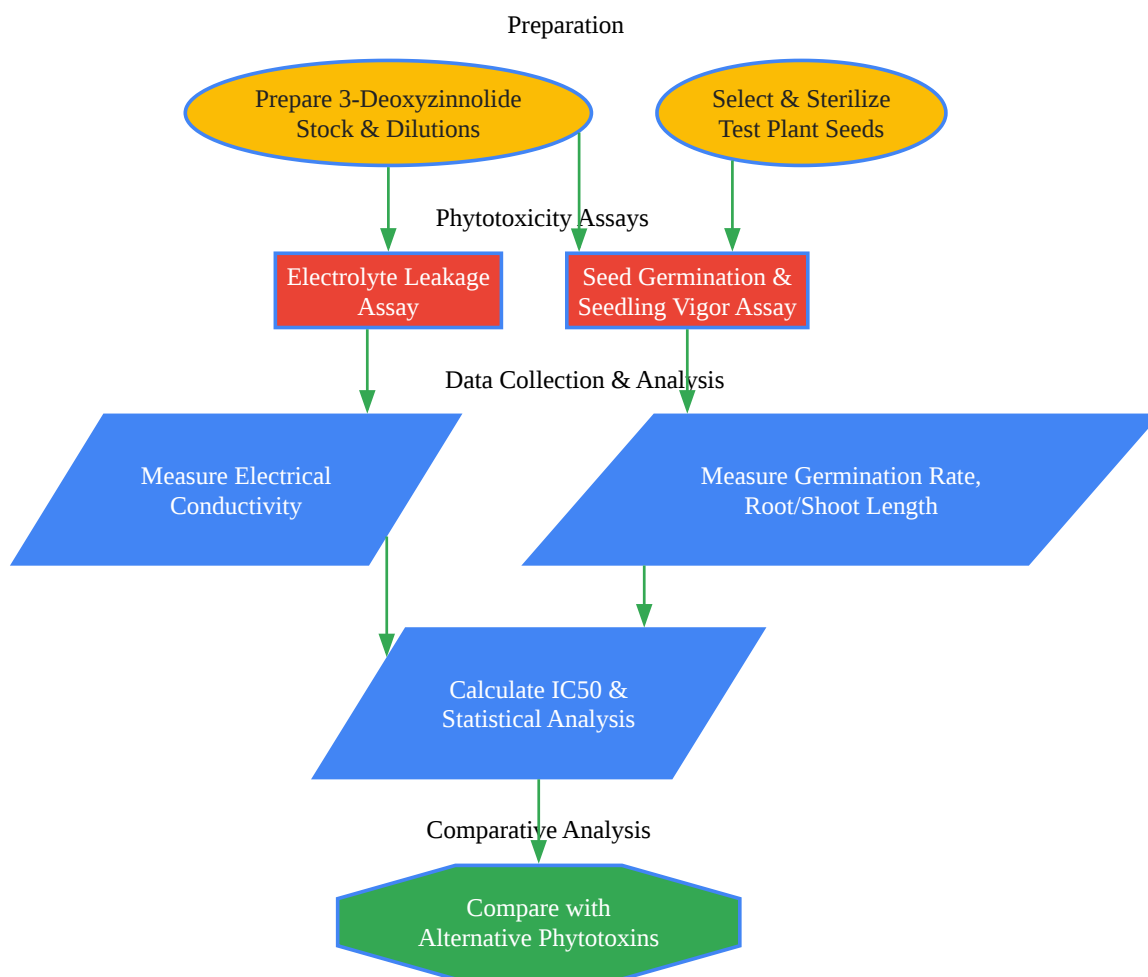 Preparation
Prepare 3-Deoxyzinnolide
Stock & Dilutions
Select & Sterilize
Test Plant Seeds
Phytotoxicity Assays
Electrolyte Leakage
Assay
Seed Germination &
Seedling Vigor Assay
Data Collection & Analysis
Measure Electrical
Conductivity
Measure Germination Rate,
Root/Shoot Length
Calculate IC50 &
Statistical Analysis
Comparative Analysis
Compare with
Alternative Phytotoxins